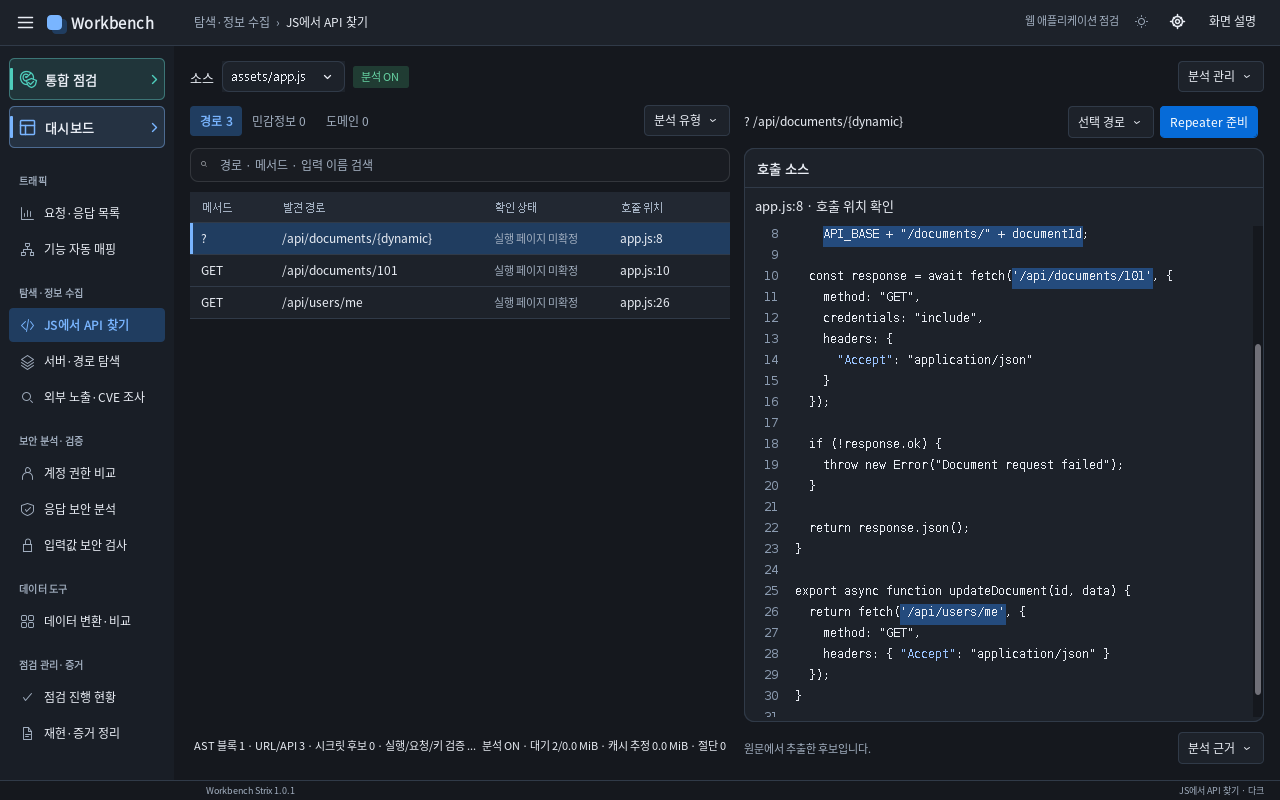 Workbench
탐색·정보 수집 › JS에서 API 찾기
웹 애플리케이션 점검
화면 설명
통합 점검
대시보드
트래픽
요청·응답 목록
기능 자동 매핑
탐색·정보 수집
JS에서 API 찾기
서버·경로 탐색
외부 노출·CVE 조사
보안 분석·검증
계정 권한 비교
응답 보안 분석
입력값 보안 검사
데이터 도구
데이터 변환·비교
점검 관리·증거
점검 진행 현황
재현·증거 정리
소스 assets/app.js 분석 ON
분석 관리
경로 3 민감정보 0 도메인 0 분석 유형
경로 · 메서드 · 입력 이름 검색
메서드 발견 경로 확인 상태 호출 위치
? /api/documents/{dynamic} 실행 페이지 미확정 app.js:8
GET /api/documents/101 실행 페이지 미확정 app.js:10
GET /api/users/me 실행 페이지 미확정 app.js:26
AST 블록 1 · URL/API 3 · 시크릿 후보 0 · 실행/요청/키 검증 ... 분석 ON · 대기 2/0.0 MiB · 캐시 추정 0.0 MiB · 절단 0
? /api/documents/{dynamic} 선택 경로 Repeater 준비
호출 소스
app.js:8 · 호출 위치 확인
8 API_BASE + "/documents/" + documentId;
9
10 const response = await fetch('/api/documents/101', {
11 method: "GET",
12 credentials: "include",
13 headers: {
14 "Accept": "application/json"
15 }
16 });
17
18 if (!response.ok) {
19 throw new Error("Document request failed");
20 }
21
22 return response.json();
23 }
24
25 export async function updateDocument(id, data) {
26 return fetch('/api/users/me', {
27 method: "GET",
28 headers: { "Accept": "application/json" }
29 });
30 }
31
원문에서 추출한 후보입니다. 분석 근거
Workbench Strix 1.0.1
JS에서 API 찾기 · 다크